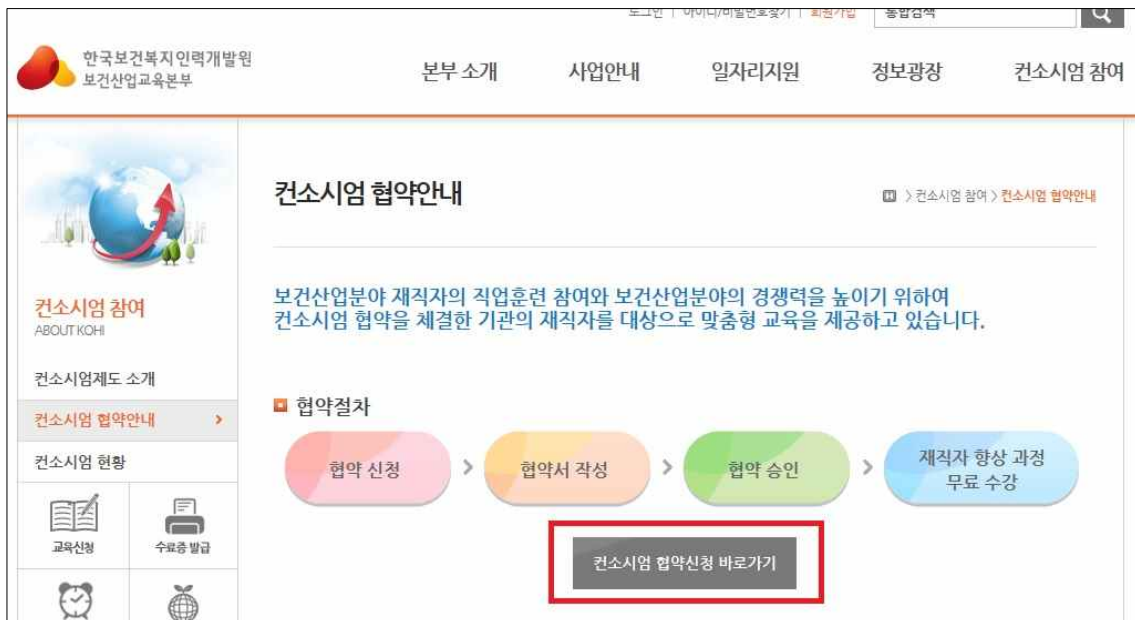 로그인 | 아이디/비밀번호찾기 | 회원가입 통합검색
한국보건복지인력개발원
보건산업교육본부
본부 소개 사업안내 일자리지원 정보광장 컨소시엄 참여
컨소시엄 협약안내
H > 컨소시엄 참여 > 컨소시엄 협약안내
보건산업분야 재직자의 직업훈련 참여와 보건산업분야의 경쟁력을 높이기 위하여
컨소시엄 협약을 체결한 기관의 재직자를 대상으로 맞춤형 교육을 제공하고 있습니다.
컨소시엄 참여
ABOUT KOHI
컨소시엄제도 소개
컨소시엄 협약안내 >
컨소시엄 현황
교육신청 수료증 발급
협약절차
협약 신청 > 협약서 작성 > 협약 승인 > 재직자 향상 과정
무료 수강
컨소시엄 협약신청 바로가기